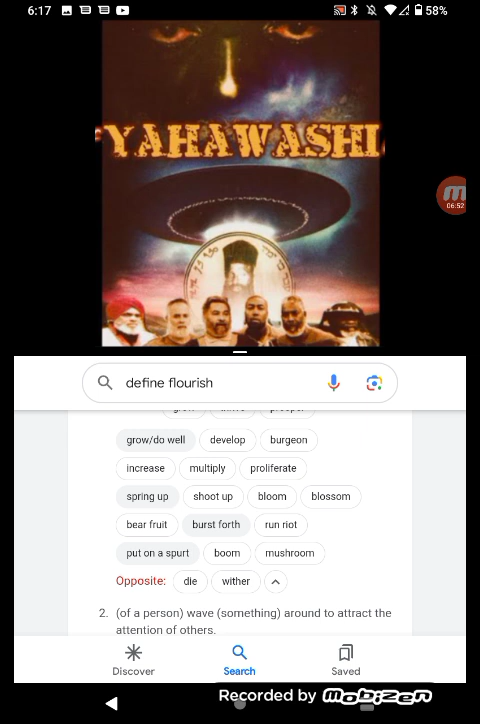 6:17
58%
YAHAWASHI
06:52
define flourish
grow/do well develop burgeon
increase multiply proliferate
spring up shoot up bloom blossom
bear fruit burst forth run riot
put on a spurt boom mushroom
Opposite: die wither
2. (of a person) wave (something) around to attract the
attention of others.
Discover Search Saved
Recorded by Mobizen